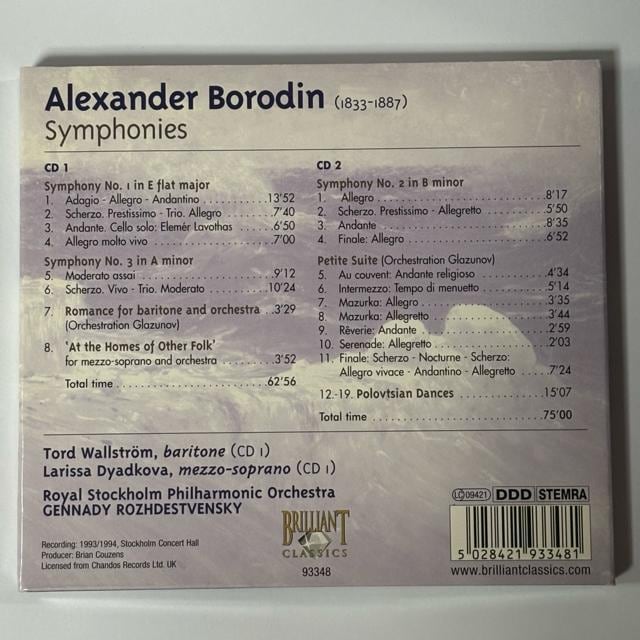 Alexander Borodin (1833-1887)
Symphonies
CD 1
Symphony No. 1 in E flat major
1. Adagio - Allegro - Andantino ..........13'52
2. Scherzo. Prestissimo - Trio. Allegro ........7'40
3. Andante. Cello solo: Elemér Lavothas ......6'50
4. Allegro molto vivo ..................7'00
Symphony No. 3 in A minor
5. Moderato assai ....................9'12
6. Scherzo. Vivo - Trio. Moderato ..........10'24
7. Romance for baritone and orchestra ..3'29
(Orchestration Glazunov)
8. 'At the Homes of Other Folk'
for mezzo-soprano and orchestra ........3'52
Total time ........................62'56
CD 2
Symphony No. 2 in B minor
1. Allegro ..........................8'17
2. Scherzo. Prestissimo - Allegretto ..........5'50
3. Andante ..........................8'35
4. Finale: Allegro ......................6'52
Petite Suite (Orchestration Glazunov)
5. Au couvent: Andante religioso ..........4'34
6. Intermezzo: Tempo di menuetto ..........5'14
7. Mazurka: Allegro ....................3'35
8. Mazurka: Allegretto ..................3'44
9. Rêverie: Andante ....................2'59
10. Serenade: Allegretto ..................2'03
11. Finale: Scherzo - Nocturne - Scherzo:
Allegro vivace - Andantino - Allegretto ......7'24
12.-19. Polovtsian Dances ..............15'07
Total time ........................75'00
Tord Wallström, baritone (CD 1)
Larissa Dyadkova, mezzo-soprano (CD 1)
Royal Stockholm Philharmonic Orchestra
GENNADY ROZHDESTVENSKY
Recording: 1993/1994, Stockholm Concert Hall
Producer: Brian Couzens
Licensed from Chandos Records Ltd. UK
BRILLIANT
CLASSICS
93348
LC 09421 DDD STEMRA
5 028421 933481
www.brilliantclassics.com